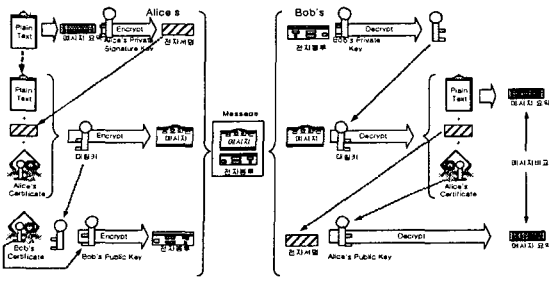 Alice's
Plain
Text
메시지 요약
Encrypt
Alice's Private
Signature Key
전자서명
Plain
Text
Encrypt
대칭키
암호화된
메시지
Alice's
Certificate
Bob's
Certificate
Encrypt
Bob's Public Key
전자봉투
Message
암호화된
메시지
전자봉투
Bob's
전자봉투
Decrypt
Bob's Private
Key
암호화된
메시지
Decrypt
대칭키
Plain
Text
메시지 요약
Alice's
Certificate
메시지비교
전자서명
Decrypt
Alice's Public Key
메시지 요약